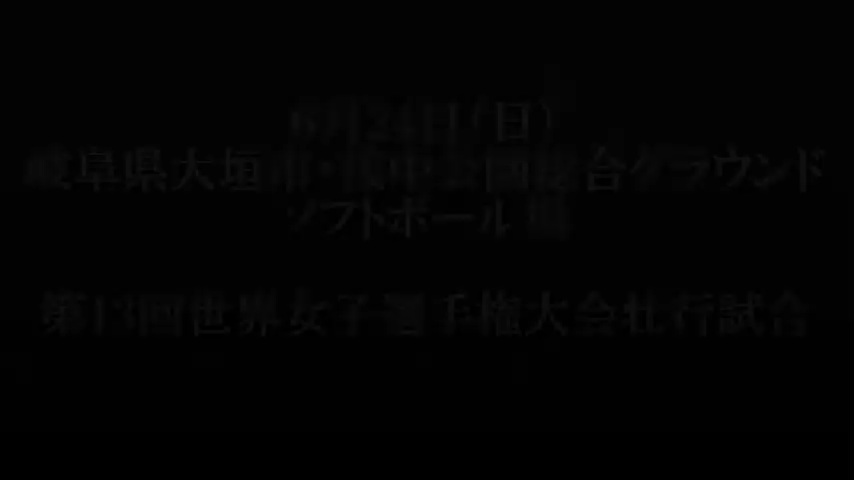 6月24日(日)
岐阜県大垣市・浅中公園総合グラウンド
ソフトボール場
第13回世界女子選手権大会壮行試合